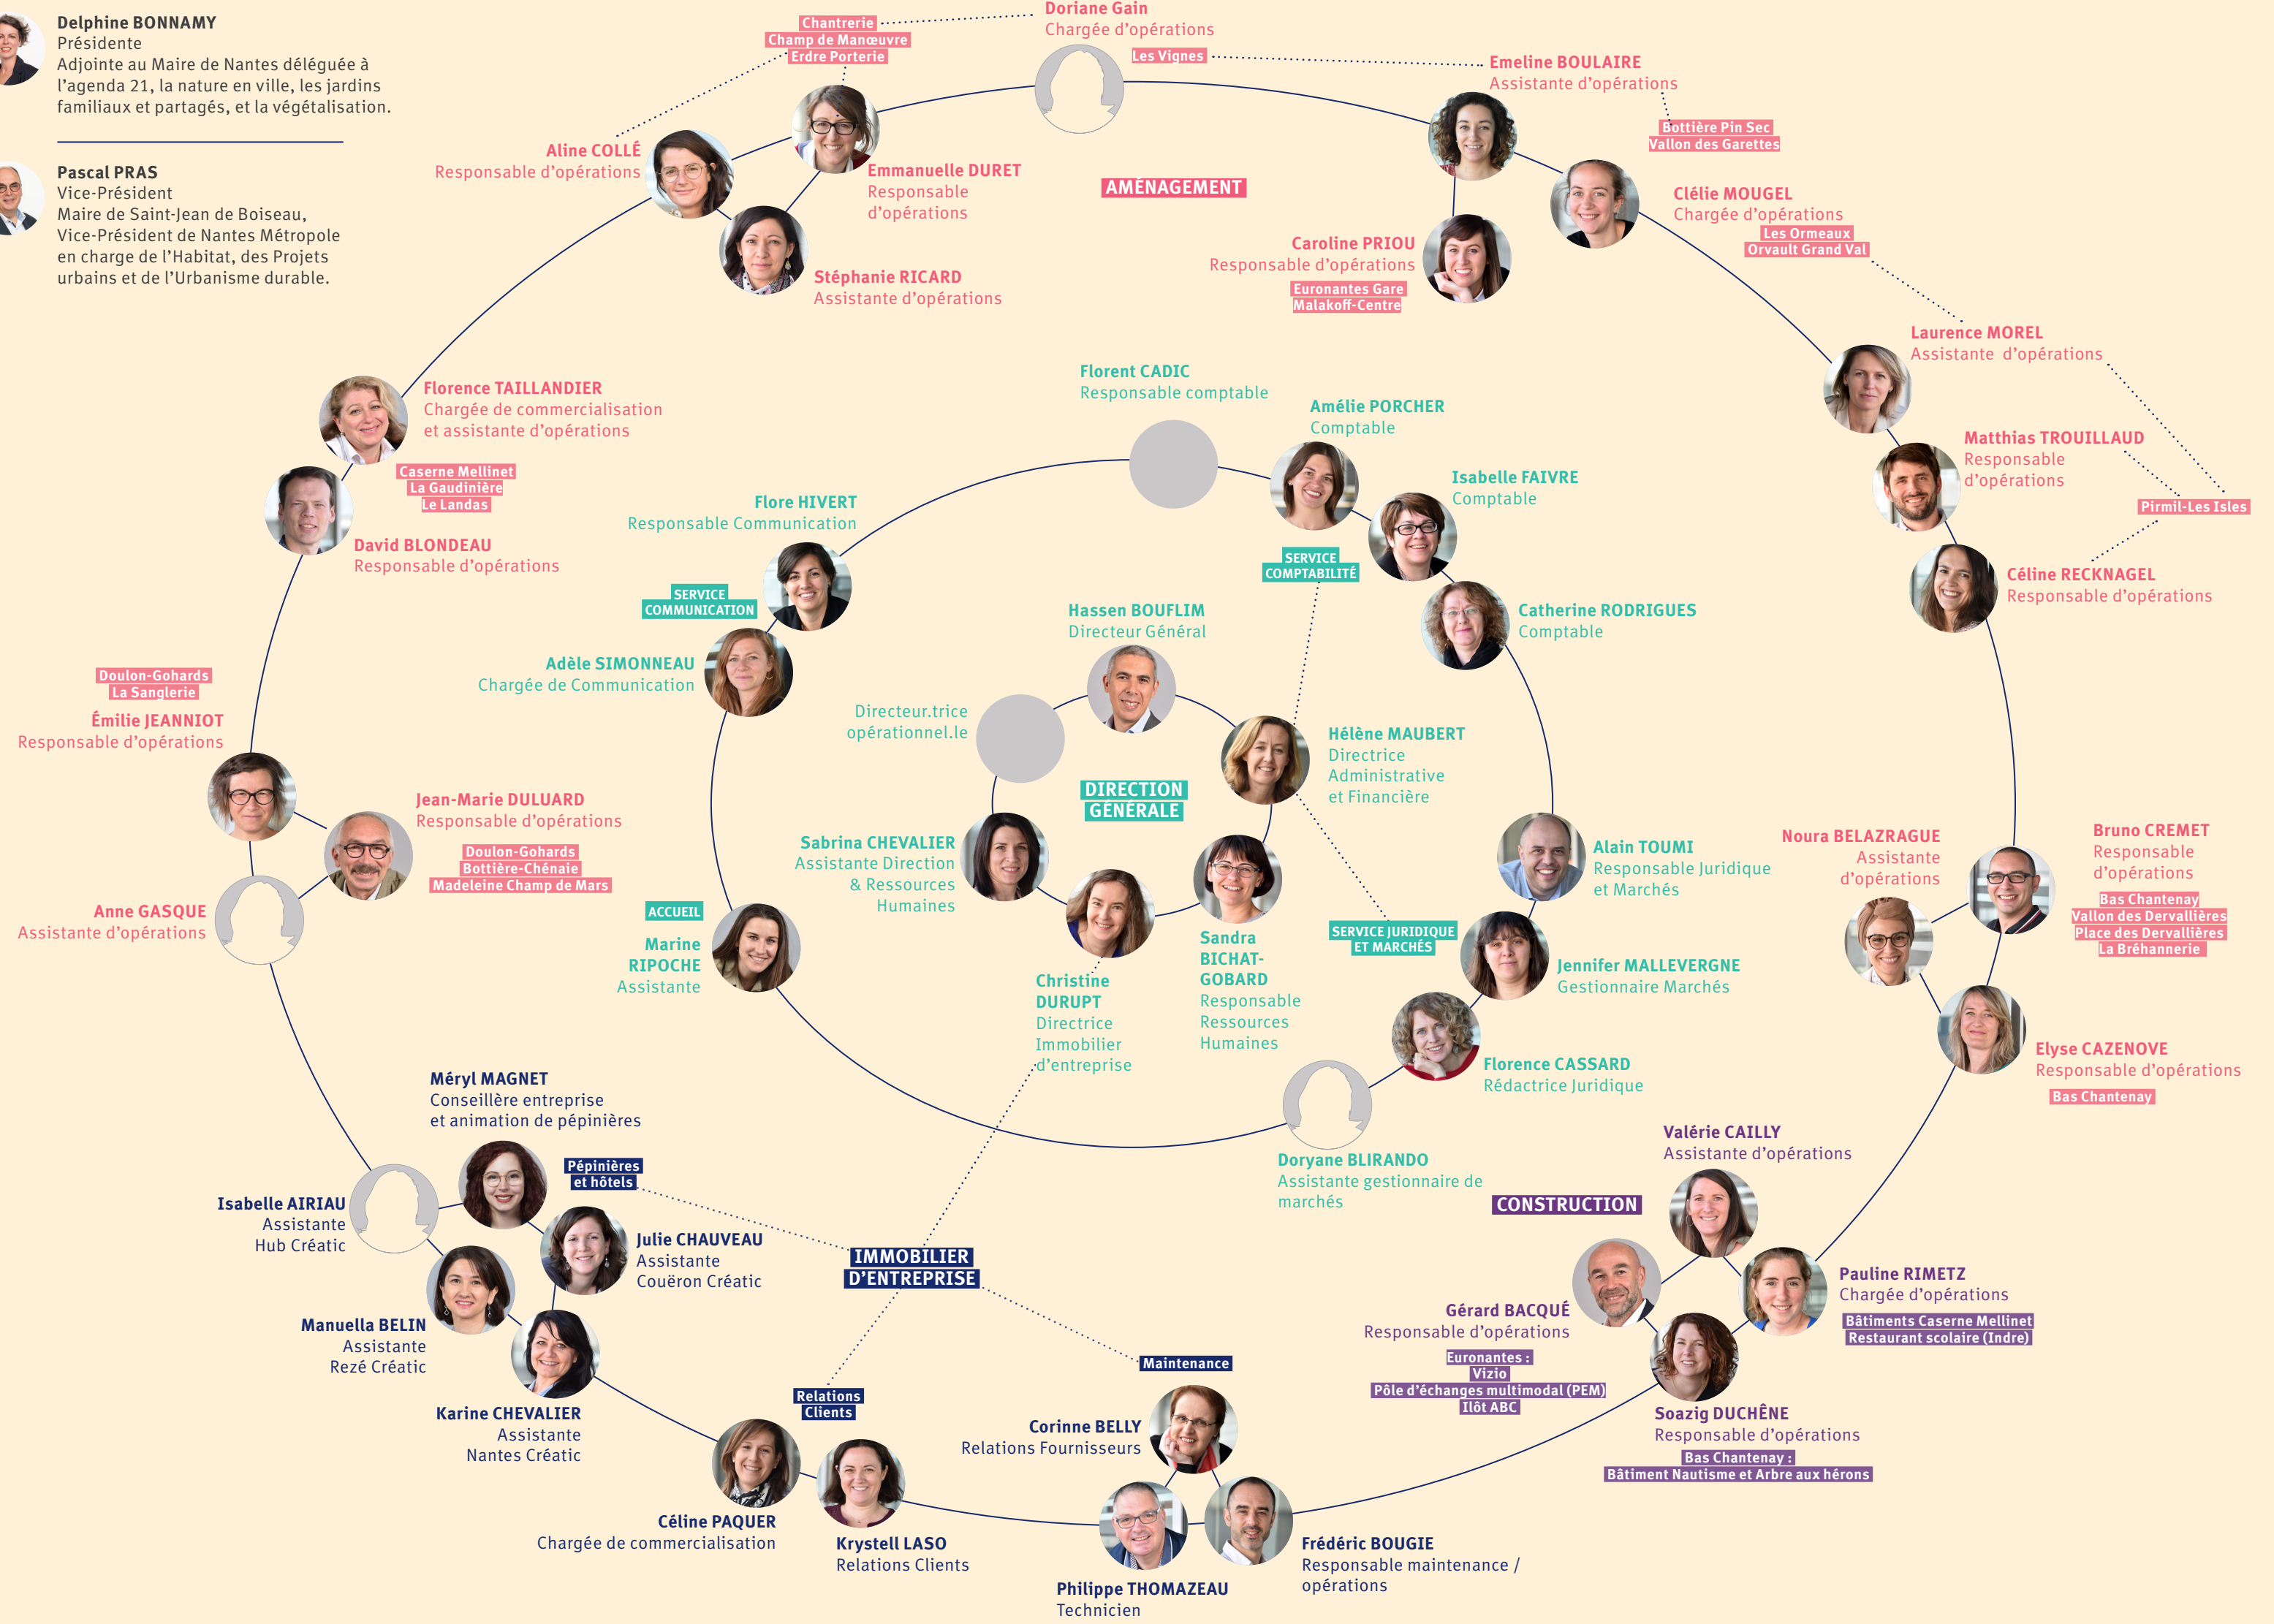 Delphine BONNAMY
Présidente
Adjointe au Maire de Nantes déléguée à
l'agenda 21, la nature en ville, les jardins
familiaux et partagés, et la végétalisation.
Pascal PRAS
Vice-Président
Maire de Saint-Jean de Boiseau,
Vice-Président de Nantes Métropole
en charge de l'Habitat, des Projets
urbains et de l'Urbanisme durable.
Chantrerie
Champ de Manœuvre
Erdre Porterie
Doriane Gain
Chargée d'opérations
Les Vignes
Emeline BOULAIRE
Assistante d'opérations
Bottière Pin Sec
Vallon des Garettes
Aline COLLÉ
Responsable d'opérations
Emmanuelle DURET
Responsable
d'opérations
Stéphanie RICARD
Assistante d'opérations
AMÉNAGEMENT
Caroline PRIOU
Responsable d'opérations
Euronantes Gare
Malakoff-Centre
Clélie MOUGEL
Chargée d'opérations
Les Ormeaux
Orvault Grand Val
Laurence MOREL
Assistante d'opérations
Matthias TROUILLAUD
Responsable
d'opérations
Pirmil-Les Isles
Céline RECKNAGEL
Responsable d'opérations
Florence TAILLANDIER
Chargée de commercialisation
et assistante d'opérations
Caserne Mellinet
La Gaudinière
Le Landas
David BLONDEAU
Responsable d'opérations
Florent CADIC
Responsable comptable
Amélie PORCHER
Comptable
Isabelle FAIVRE
Comptable
SERVICE
COMPTABILITÉ
Catherine RODRIGUES
Comptable
Flore HIVERT
Responsable Communication
SERVICE
COMMUNICATION
Adèle SIMONNEAU
Chargée de Communication
Hassen BOUFLIM
Directeur Général
Directeur.trice
opérationnel.le
Hélène MAUBERT
Directrice
Administrative
et Financière
DIRECTION
GÉNÉRALE
Sabrina CHEVALIER
Assistante Direction
& Ressources
Humaines
Christine
DURUPT
Directrice
Immobilier
d'entreprise
Sandra
BICHAT-
GOBARD
Responsable
Ressources
Humaines
Doulon-Gohards
La Sanglerie
Émilie JEANNIOT
Responsable d'opérations
Jean-Marie DULUARD
Responsable d'opérations
Doulon-Gohards
Bottière-Chénaie
Madeleine Champ de Mars
Anne GASQUE
Assistante d'opérations
ACCUEIL
Marine
RIPOCHE
Assistante
Alain TOUMI
Responsable Juridique
et Marchés
SERVICE JURIDIQUE
ET MARCHÉS
Jennifer MALLEVERGNE
Gestionnaire Marchés
Florence CASSARD
Rédactrice Juridique
Doryane BLIRANDO
Assistante gestionnaire de
marchés
Noura BELAZRAGUE
Assistante
d'opérations
Bruno CREMET
Responsable
d'opérations
Bas Chantenay
Vallon des Dervallières
Place des Dervallières
La Bréhannerie
Elyse CAZENOVE
Responsable d'opérations
Bas Chantenay
Méryl MAGNET
Conseillère entreprise
et animation de pépinières
Pépinières
et hôtels
Isabelle AIRIAU
Assistante
Hub Créatic
Julie CHAUVEAU
Assistante
Couëron Créatic
Manuella BELIN
Assistante
Rezé Créatic
Karine CHEVALIER
Assistante
Nantes Créatic
IMMOBILIER
D'ENTREPRISE
Relations
Clients
Maintenance
Céline PAQUER
Chargée de commercialisation
Krystell LASO
Relations Clients
Corinne BELLY
Relations Fournisseurs
Philippe THOMAZEAU
Technicien
Frédéric BOUGIE
Responsable maintenance /
opérations
CONSTRUCTION
Valérie CAILLY
Assistante d'opérations
Gérard BACQUÉ
Responsable d'opérations
Euronantes :
Vizio
Pôle d'échanges multimodal (PEM)
Ilôt ABC
Pauline RIMETZ
Chargée d'opérations
Bâtiments Caserne Mellinet
Restaurant scolaire (Indre)
Soazig DUCHÊNE
Responsable d'opérations
Bas Chantenay :
Bâtiment Nautisme et Arbre aux hérons